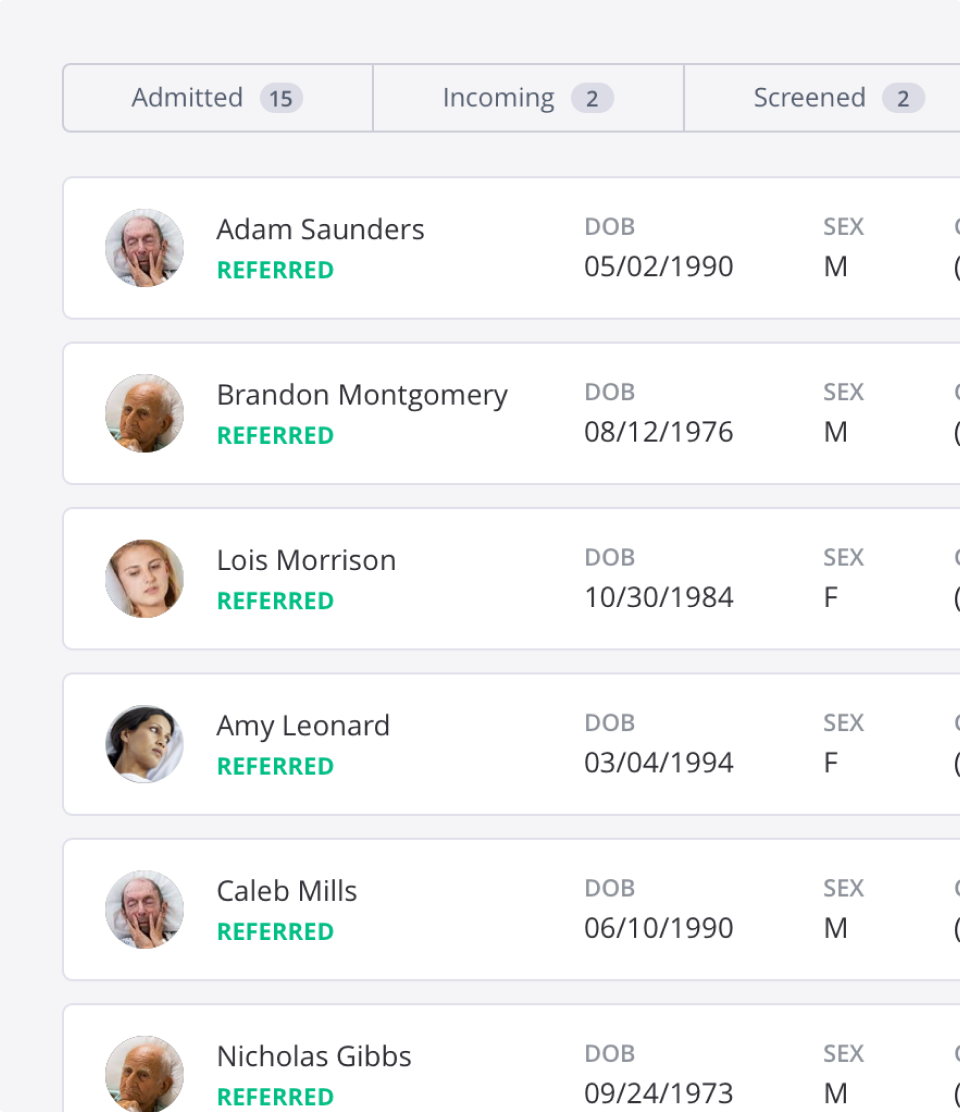 Admitted 15 Incoming 2 Screened 2
Adam Saunders DOB SEX
REFERRED 05/02/1990 M
Brandon Montgomery DOB SEX
REFERRED 08/12/1976 M
Lois Morrison DOB SEX
REFERRED 10/30/1984 F
Amy Leonard DOB SEX
REFERRED 03/04/1994 F
Caleb Mills DOB SEX
REFERRED 06/10/1990 M
Nicholas Gibbs DOB SEX
REFERRED 09/24/1973 M